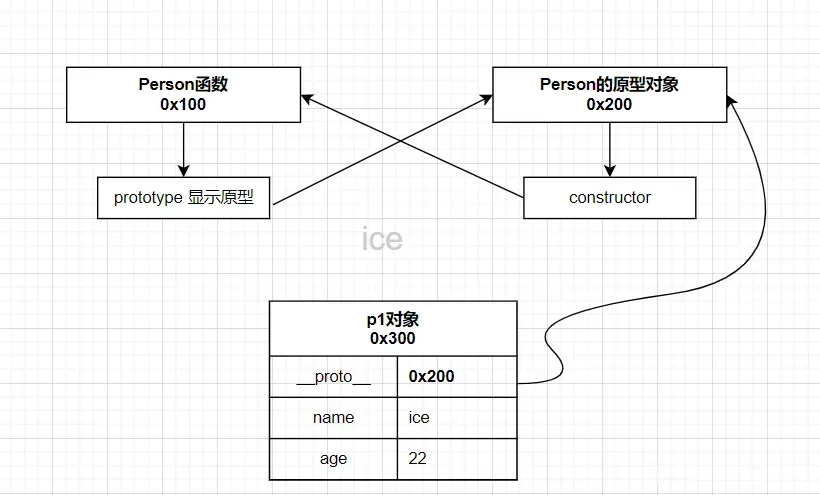 Person函数
0x100
Person的原型对象
0x200
prototype 显示原型
constructor
ice
p1对象
0x300
__proto__ 0x200
name ice
age 22